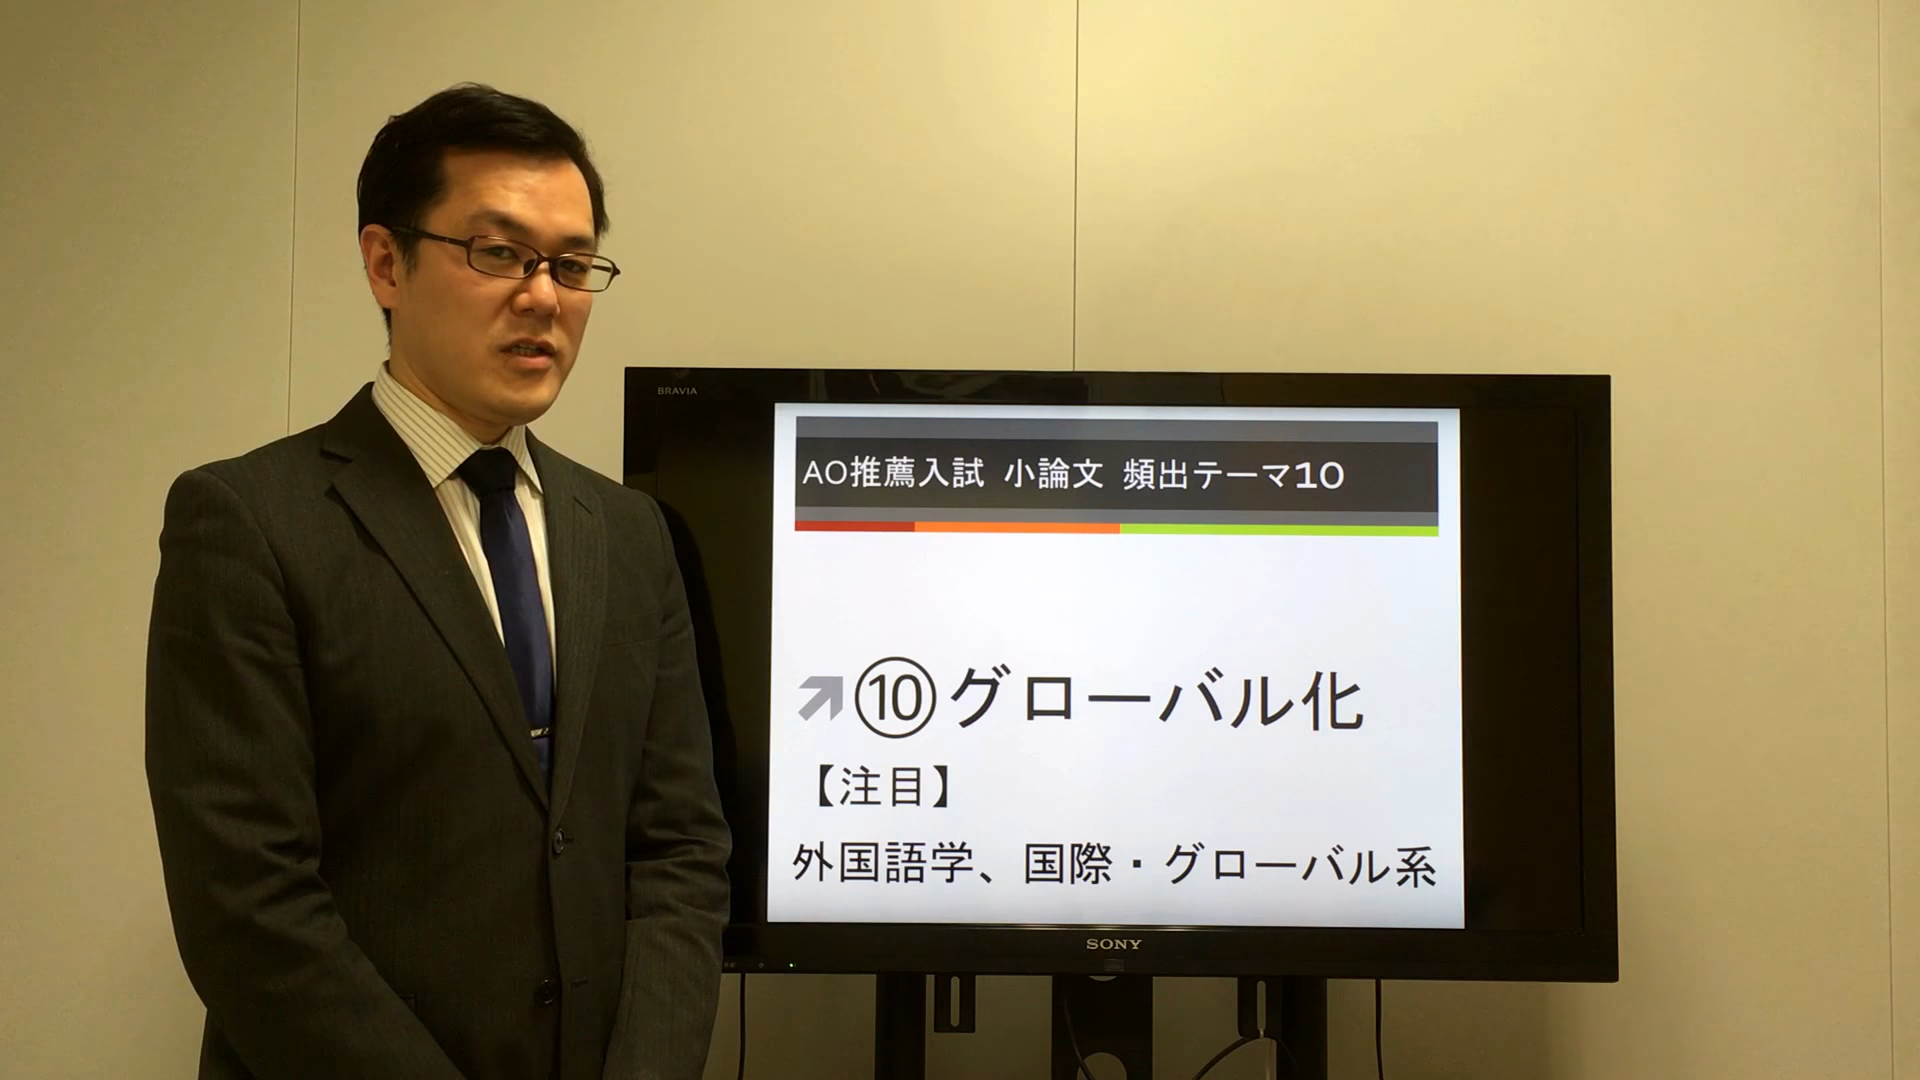 BRAVIA
AO推薦入試 小論文 頻出テーマ10
⑩グローバル化
【注目】
外国語学、国際・グローバル系
SONY